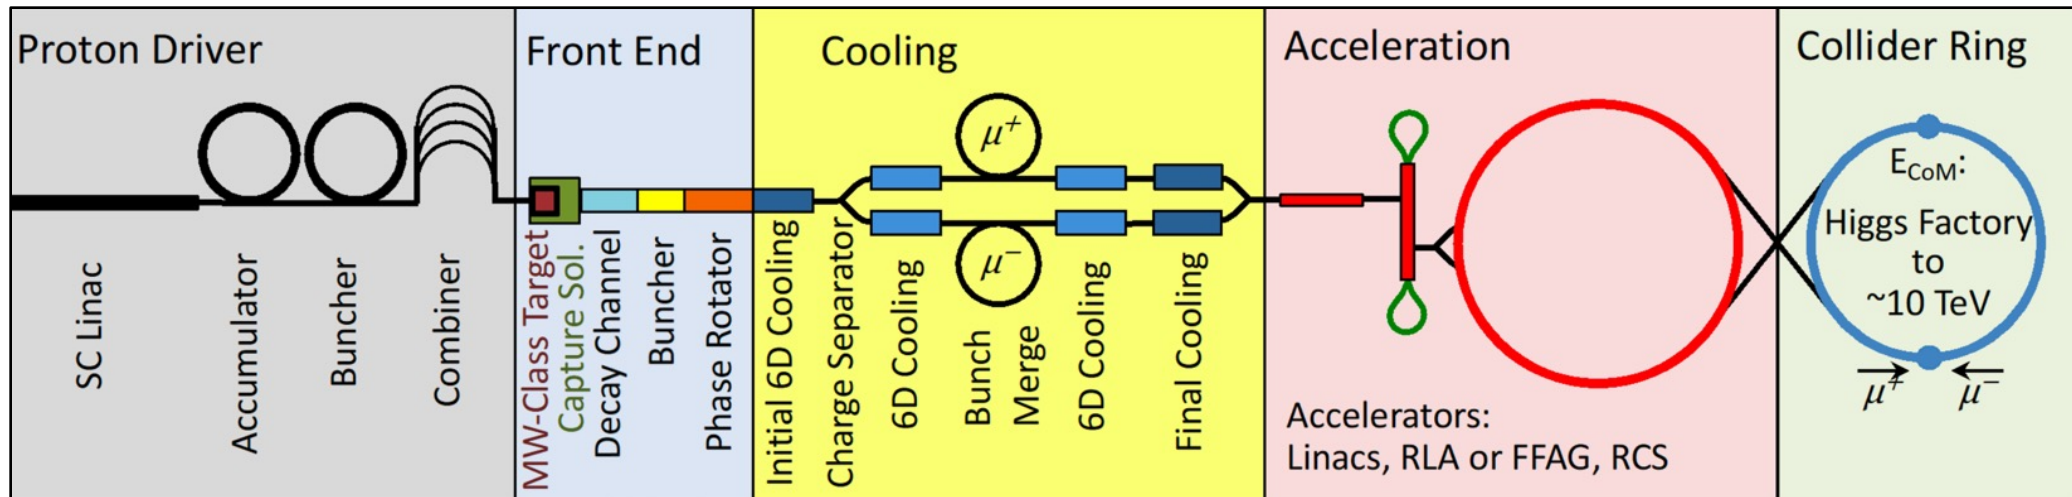 Proton Driver
SC Linac
Accumulator
Buncher
Combiner
Front End
MW-Class Target
Capture Sol.
Decay Channel
Buncher
Phase Rotator
Cooling
Initial 6D Cooling
Charge Separator
6D Cooling
μ+
μ−
Bunch
Merge
6D Cooling
Final Cooling
Acceleration
Accelerators:
Linacs, RLA or FFAG, RCS
Collider Ring
ECoM:
Higgs Factory
to
~10 TeV
μ+ μ−